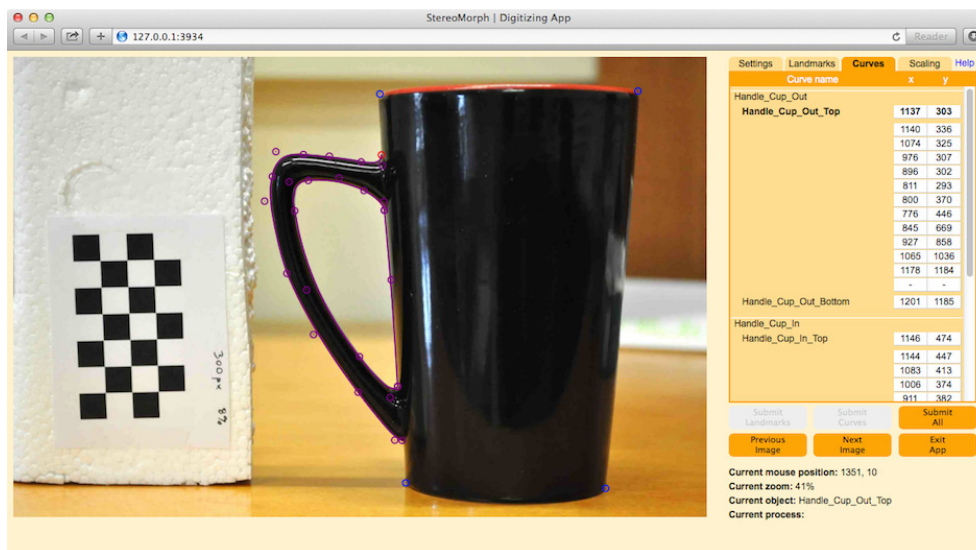 StereoMorph | Digitizing App
127.0.0.1:3934
Reader
Settings Landmarks Curves Scaling Help
Curve name x y
Handle_Cup_Out
Handle_Cup_Out_Top 1137 303
1140 336
1074 325
976 307
896 302
811 293
800 370
776 446
845 669
927 858
1065 1036
1178 1184
- -
Handle_Cup_Out_Bottom 1201 1185
Handle_Cup_In
Handle_Cup_In_Top 1146 474
1144 447
1083 413
1006 374
911 382
Submit Landmarks
Submit Curves
Submit All
Previous Image
Next Image
Exit App
Current mouse position: 1351, 10
Current zoom: 41%
Current object: Handle_Cup_Out_Top
Current process:
300px